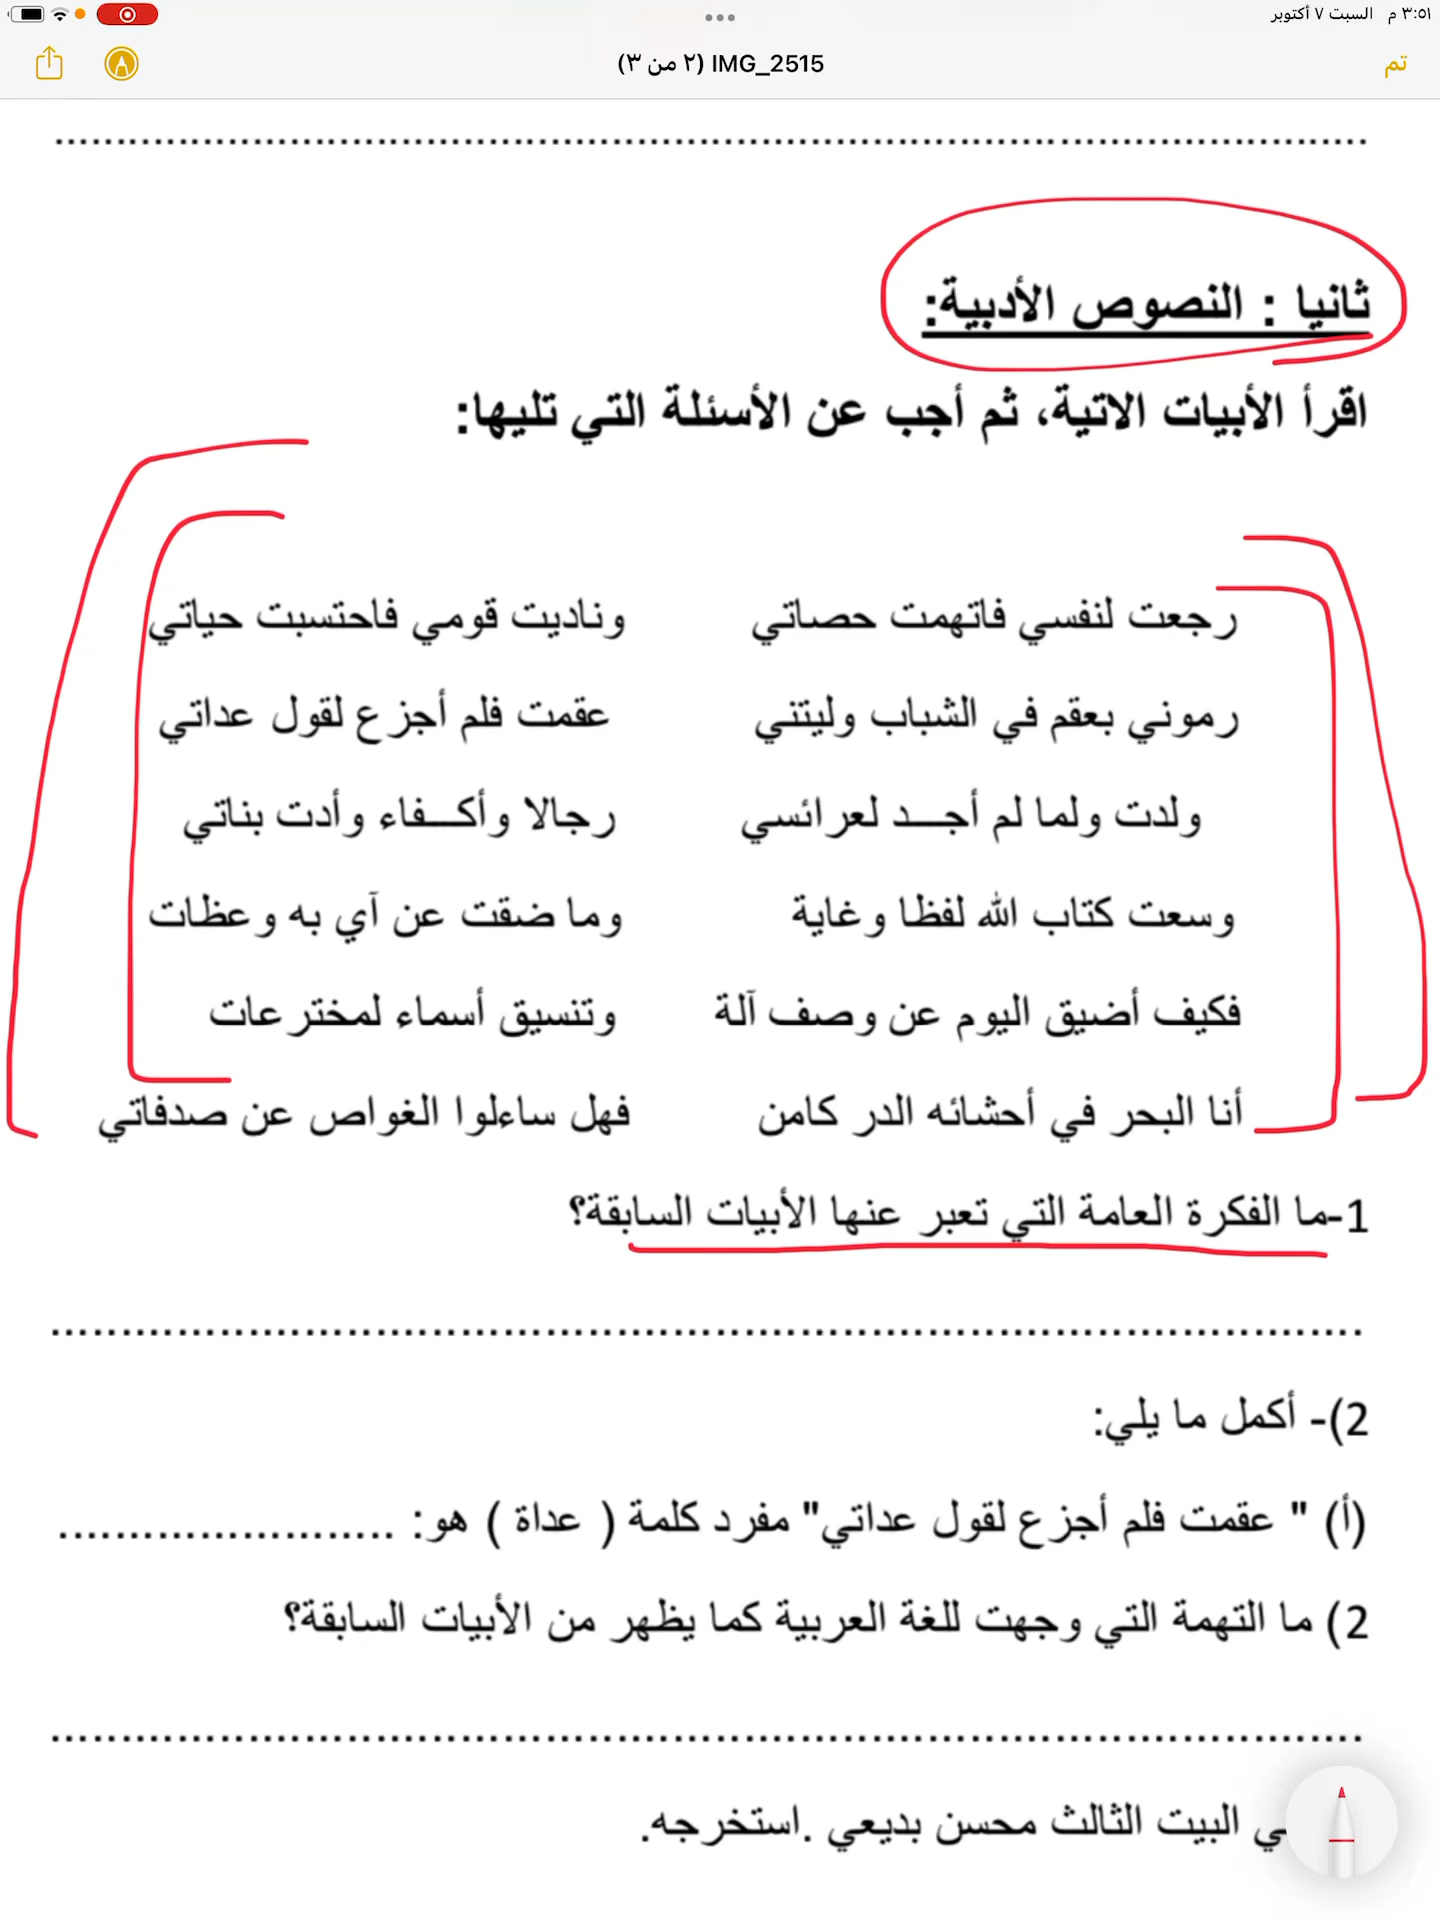 ٣:٥١ م السبت ٧ أكتوبر
تم
IMG_2515 (٢ من ٣)
ثانيا : النصوص الأدبية:
اقرأ الأبيات الاتية، ثم أجب عن الأسئلة التي تليها:
رجعت لنفسي فاتهمت حصاتي وناديت قومي فاحتسبت حياتي
رموني بعقم في الشباب وليتني عقمت فلم أجزع لقول عداتي
ولدت ولما لم أجـــد لعرائسي رجالا وأكـــفاء وأدت بناتي
وسعت كتاب الله لفظا وغاية وما ضقت عن آي به وعظات
فكيف أضيق اليوم عن وصف آلة وتنسيق أسماء لمخترعات
أنا البحر في أحشائه الدر كامن فهل ساءلوا الغواص عن صدفاتي
1-ما الفكرة العامة التي تعبر عنها الأبيات السابقة؟
2)- أكمل ما يلي:
(أ) " عقمت فلم أجزع لقول عداتي" مفرد كلمة ( عداة ) هو: ........................
2) ما التهمة التي وجهت للغة العربية كما يظهر من الأبيات السابقة؟
البيت الثالث محسن بديعي .استخرجه.